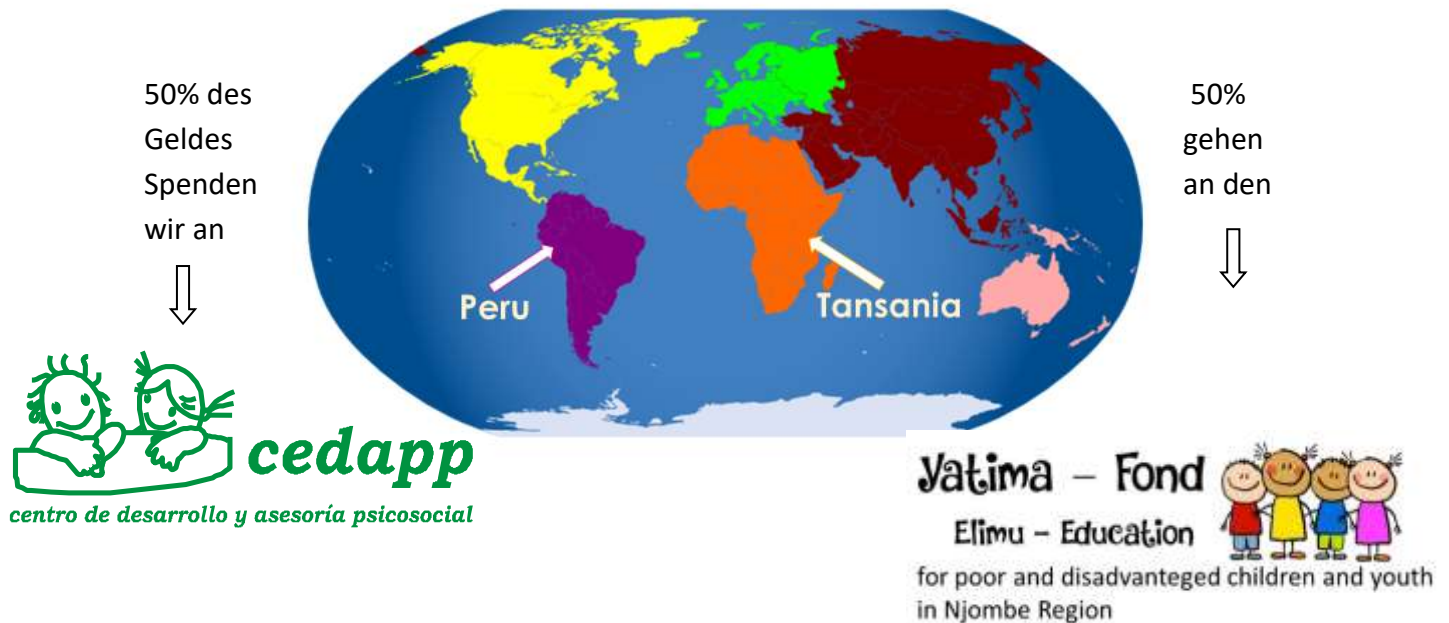 50% des
Geldes
Spenden
wir an
50%
gehen
an den
Peru
Tansania
cedapp
centro de desarrollo y asesoría psicosocial
Yatima – Fond
Elimu – Education
for poor and disadvanteged children and youth
in Njombe Region